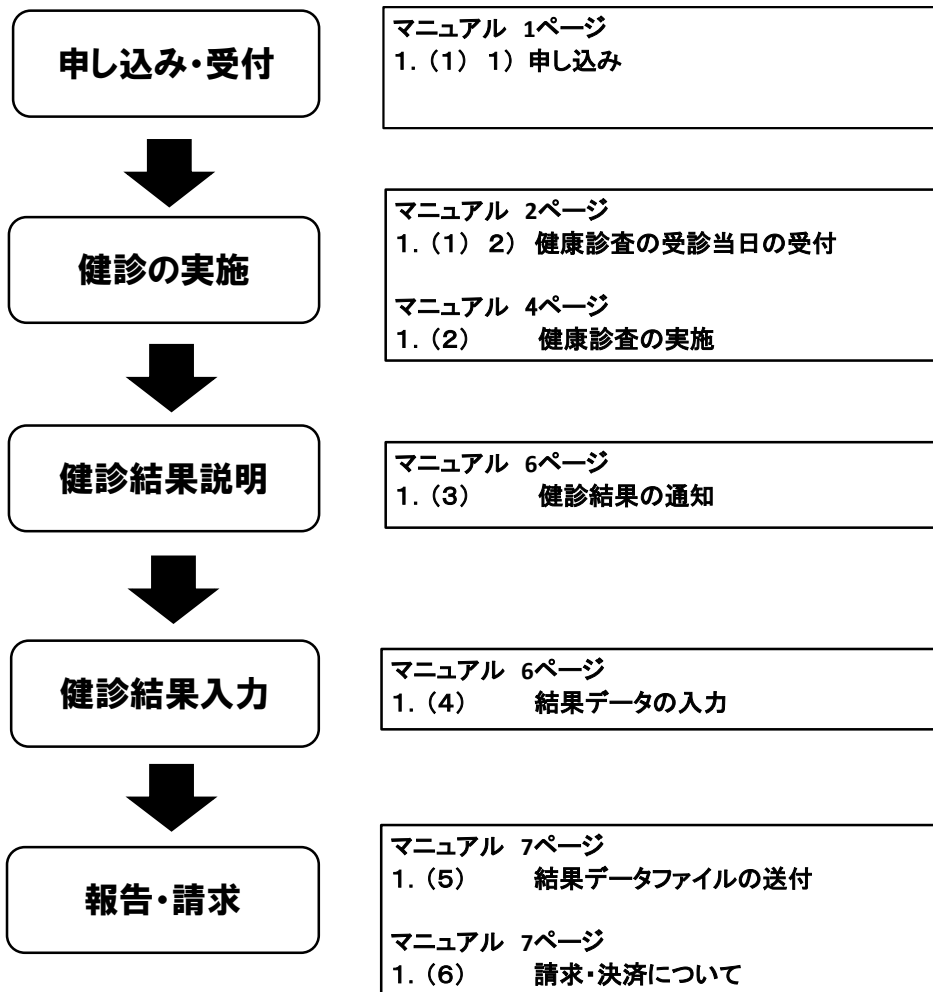 申し込み・受付
マニュアル 1ページ
1.(1) 1) 申し込み
健診の実施
マニュアル 2ページ
1.(1) 2) 健康診査の受診当日の受付
マニュアル 4ページ
1.(2) 健康診査の実施
健診結果説明
マニュアル 6ページ
1.(3) 健診結果の通知
健診結果入力
マニュアル 6ページ
1.(4) 結果データの入力
報告・請求
マニュアル 7ページ
1.(5) 結果データファイルの送付
マニュアル 7ページ
1.(6) 請求・決済について